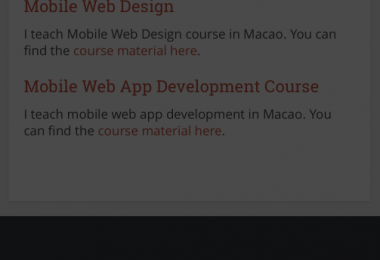 Mobile Web Design
I teach Mobile Web Design course in Macao. You can
find the course material here.
Mobile Web App Development Course
I teach mobile web app development in Macao. You
can find the course material here.